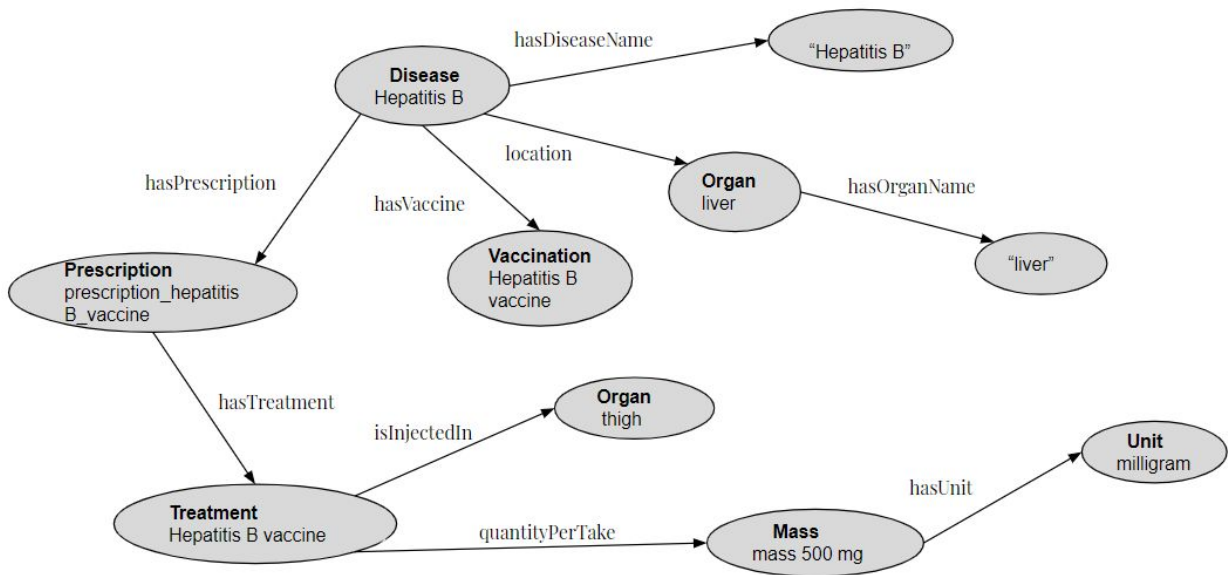 hasDiseaseName
“Hepatitis B”
Disease
Hepatitis B
location
hasPrescription
hasVaccine
Organ
liver
hasOrganName
“liver”
Vaccination
Hepatitis B
vaccine
Prescription
prescription_hepatitis
B_vaccine
hasTreatment
isInjectedIn
Organ
thigh
Unit
milligram
hasUnit
Treatment
Hepatitis B vaccine
quantityPerTake
Mass
mass 500 mg